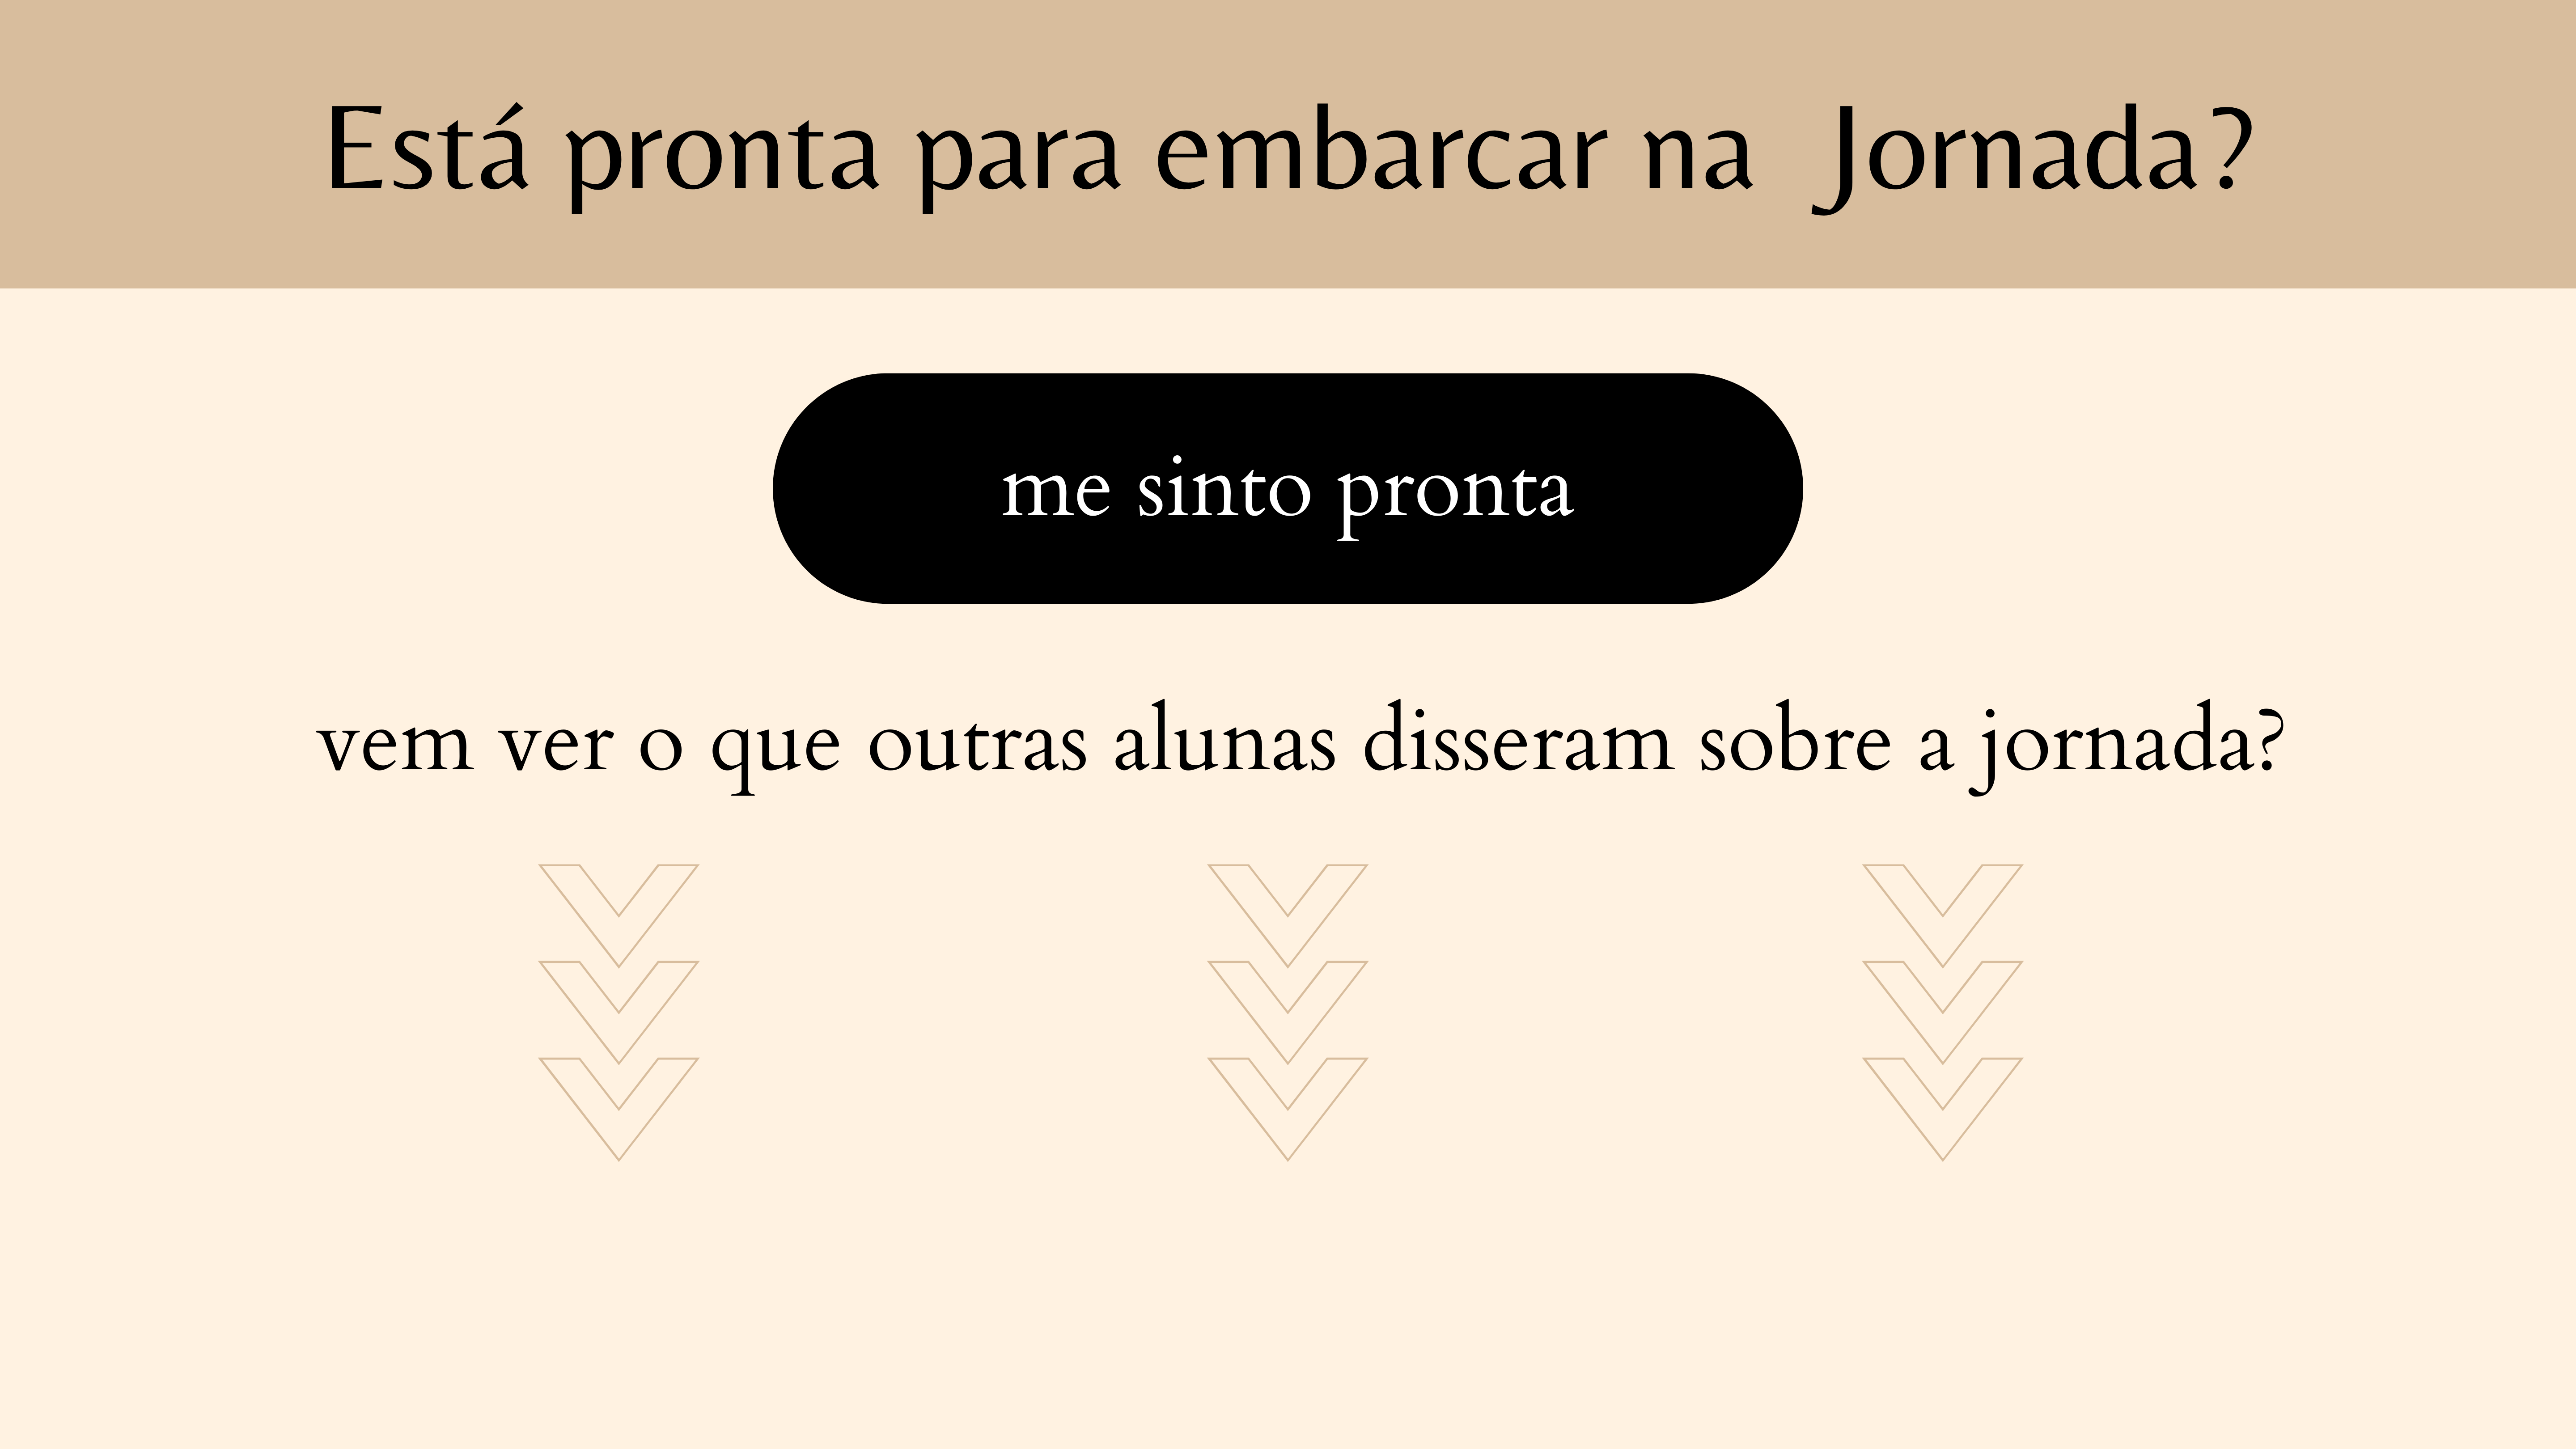 Está pronta para embarcar na Jornada?
me sinto pronta
vem ver o que outras alunas disseram sobre a jornada?